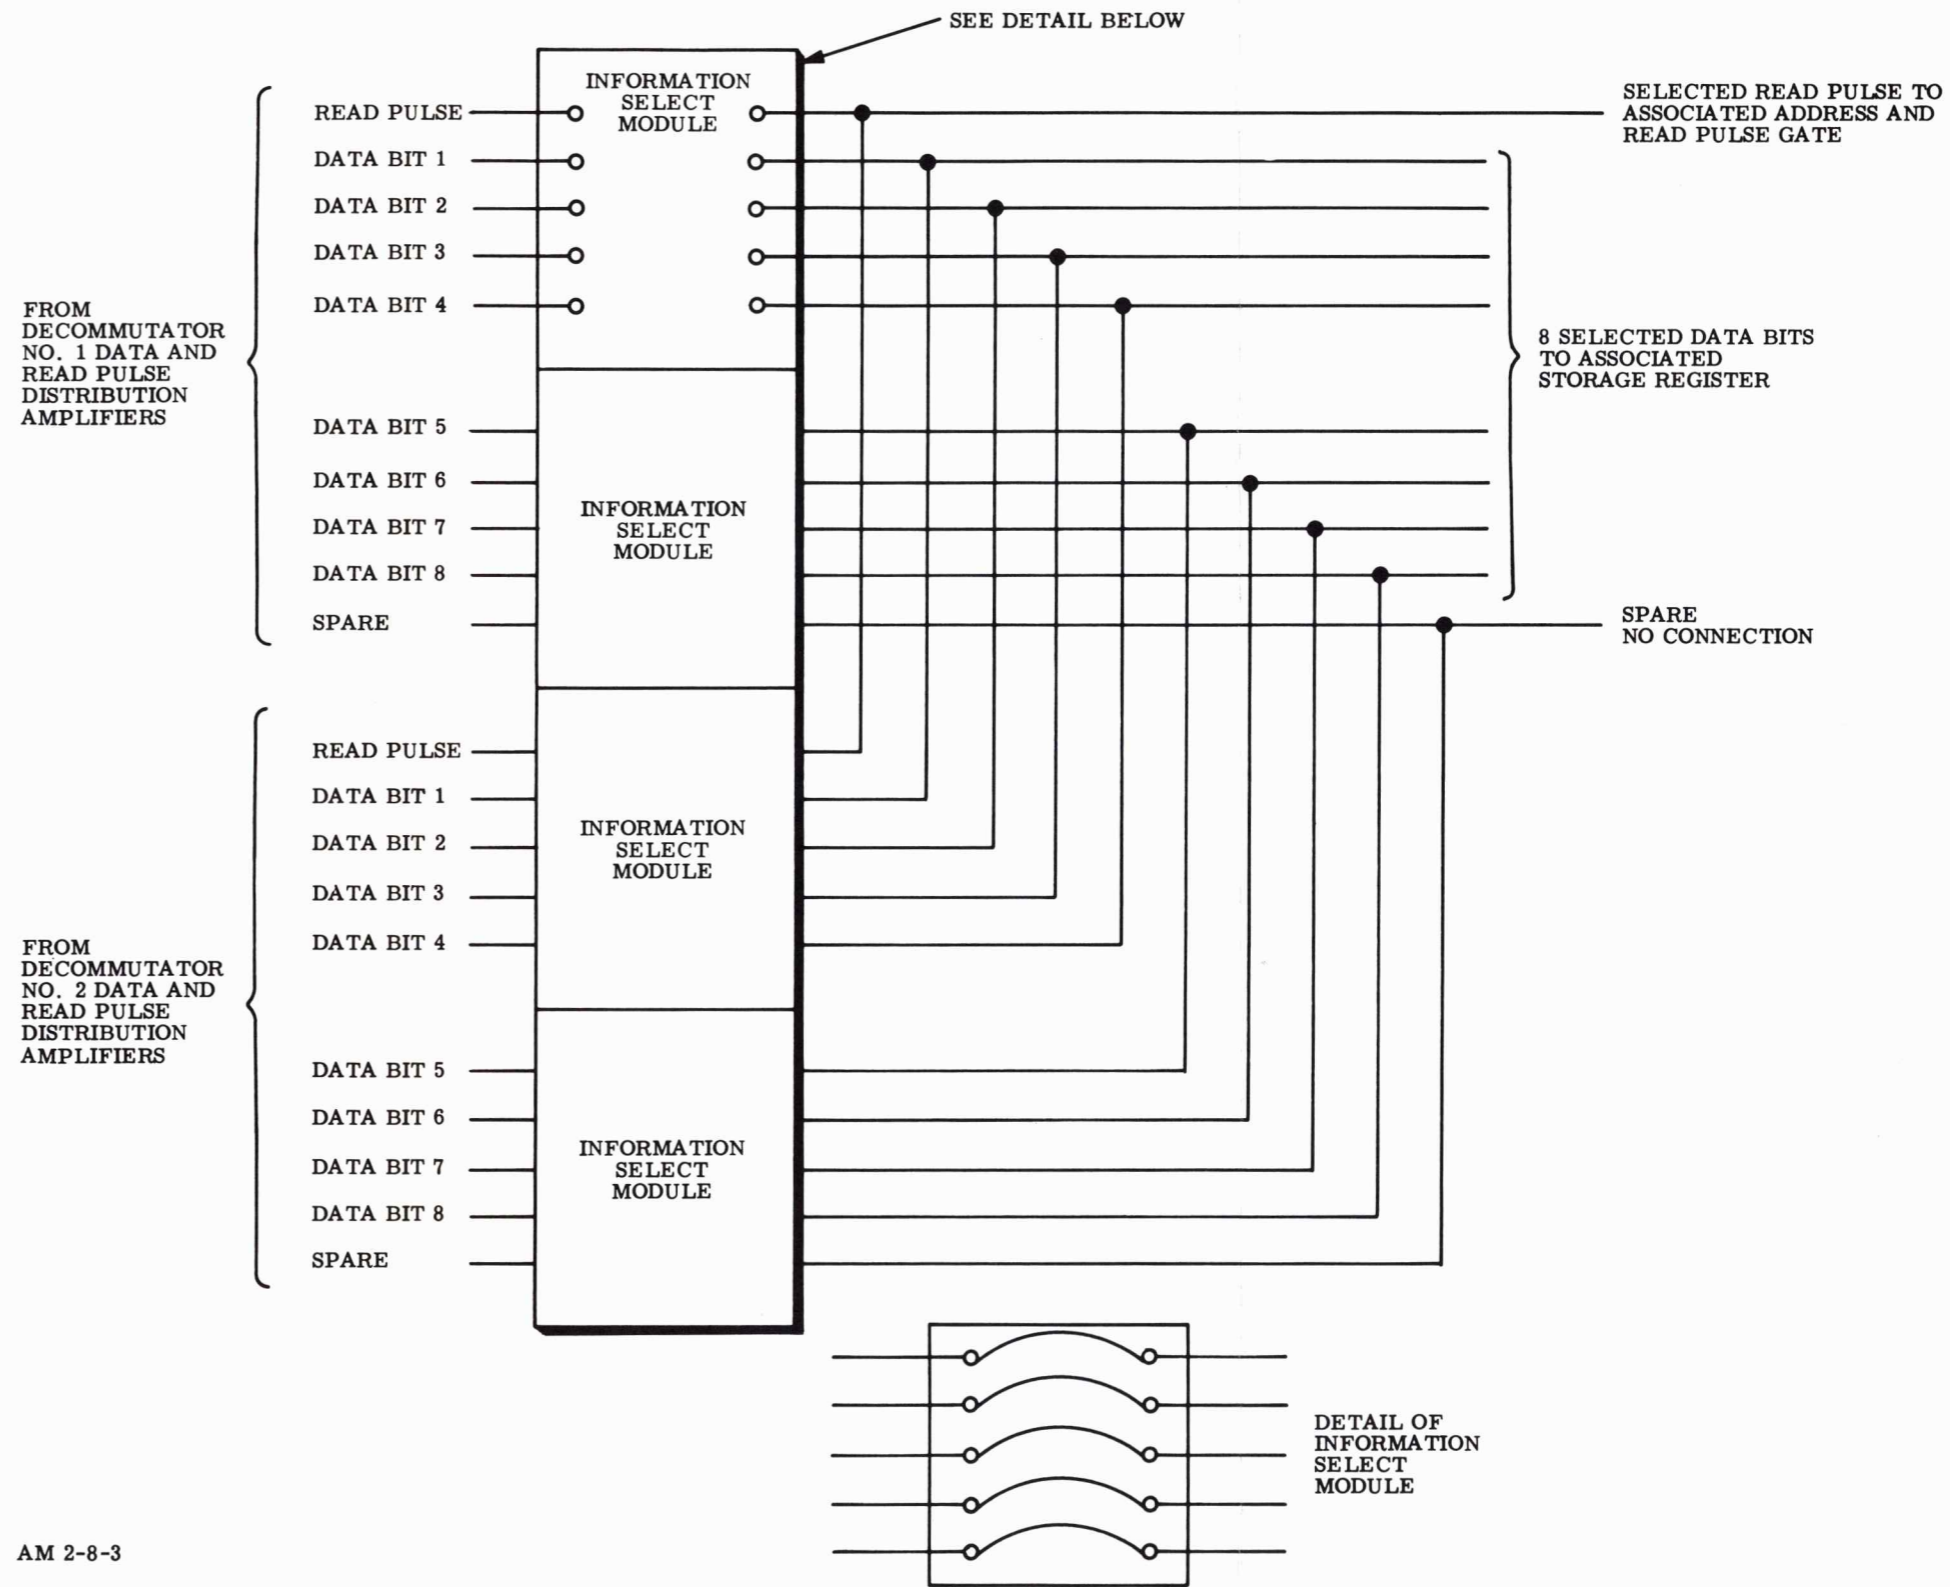 SEE DETAIL BELOW
INFORMATION
SELECT
MODULE
SELECTED READ PULSE TO
ASSOCIATED ADDRESS AND
READ PULSE GATE
READ PULSE
DATA BIT 1
DATA BIT 2
DATA BIT 3
DATA BIT 4
FROM
DECOMMUTATOR
NO. 1 DATA AND
READ PULSE
DISTRIBUTION
AMPLIFIERS
8 SELECTED DATA BITS
TO ASSOCIATED
STORAGE REGISTER
DATA BIT 5
DATA BIT 6
DATA BIT 7
DATA BIT 8
SPARE
INFORMATION
SELECT
MODULE
SPARE
NO CONNECTION
READ PULSE
DATA BIT 1
DATA BIT 2
DATA BIT 3
DATA BIT 4
INFORMATION
SELECT
MODULE
FROM
DECOMMUTATOR
NO. 2 DATA AND
READ PULSE
DISTRIBUTION
AMPLIFIERS
DATA BIT 5
DATA BIT 6
DATA BIT 7
DATA BIT 8
SPARE
INFORMATION
SELECT
MODULE
DETAIL OF
INFORMATION
SELECT
MODULE
AM 2-8-3